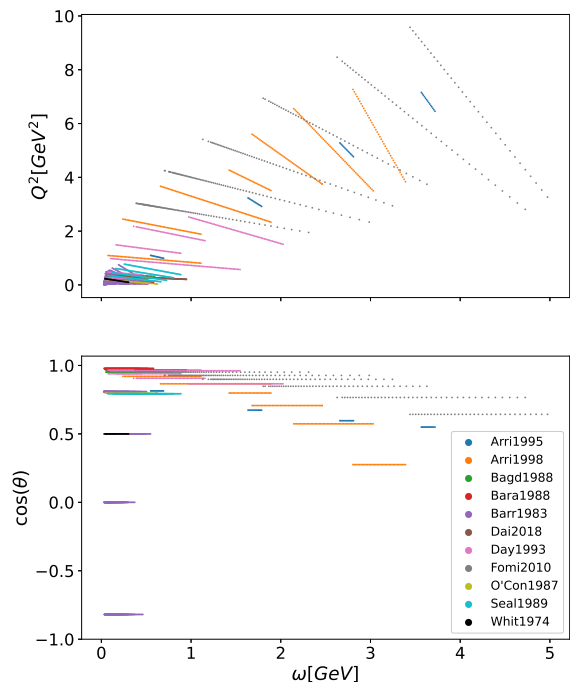 10
8
6
4
2
0
Q²[GeV²]
1.0
0.5
0.0
−0.5
−1.0
cos(θ)
Arri1995
Arri1998
Bagd1988
Bara1988
Barr1983
Dai2018
Day1993
Fomi2010
O'Con1987
Seal1989
Whit1974
0 1 2 3 4 5
ω[GeV]